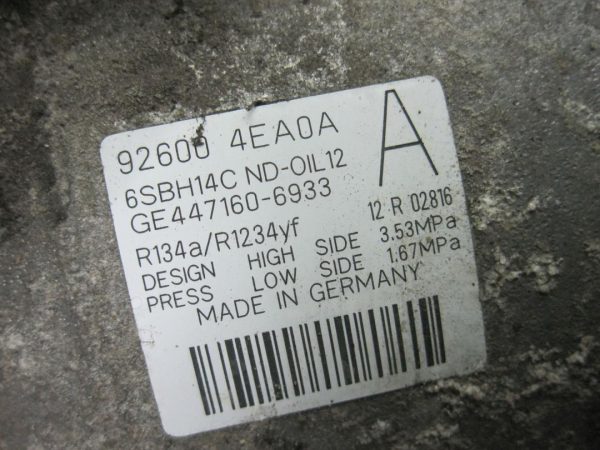 92600 4EA0A
A
6SBH14C ND-OIL12
GE447160-6933
12 R 02816
R134a/R1234yf
DESIGN HIGH SIDE 3.53MPa
PRESS LOW SIDE 1.67MPa
MADE IN GERMANY